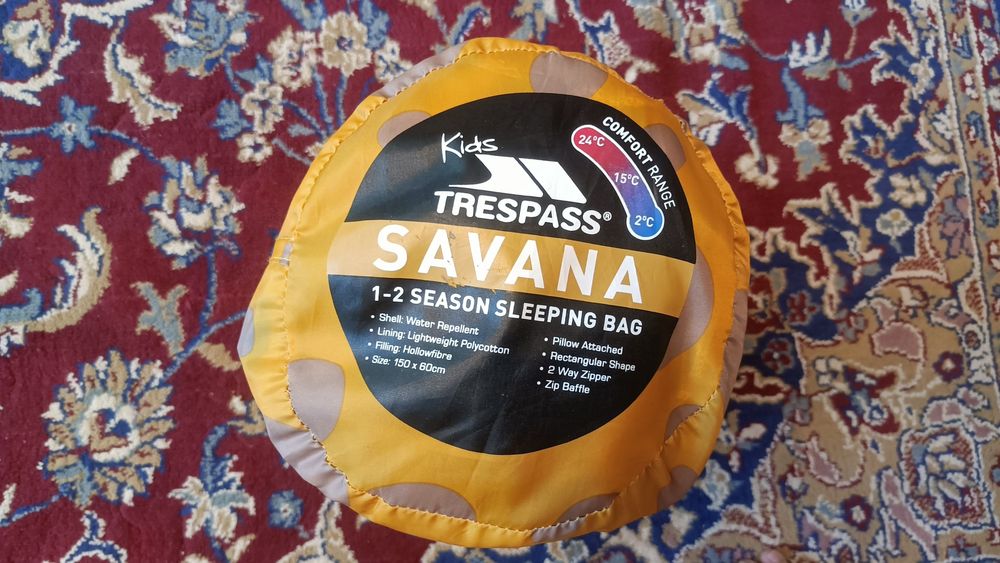 Kids
TRESPASS®
COMFORT RANGE
24°C
15°C
2°C
SAVANA
1-2 SEASON SLEEPING BAG
• Shell: Water Repellent
• Lining: Lightweight Polycotton
• Filling: Hollowfibre
• Size: 150 x 60cm
• Pillow Attached
• Rectangular Shape
• 2 Way Zipper
• Zip Baffle